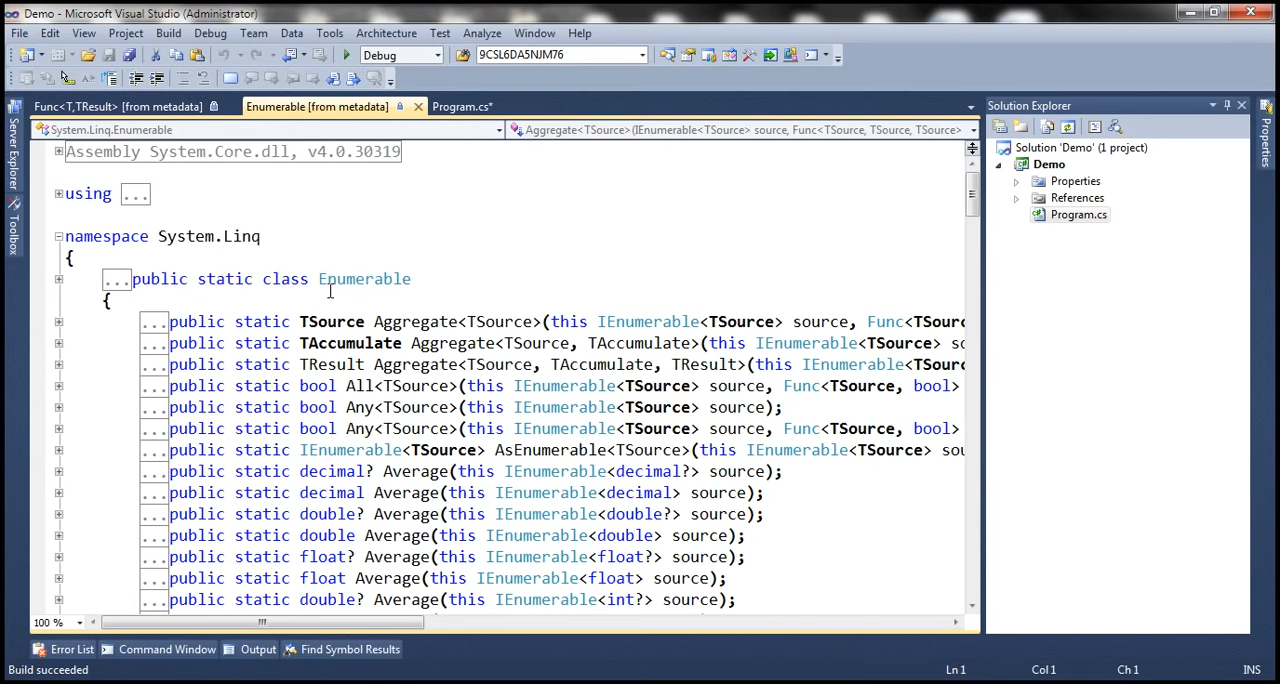 Demo - Microsoft Visual Studio (Administrator)
File Edit View Project Build Debug Team Data Tools Architecture Test Analyze Window Help
Debug 9CSL6DA5NJM76
Func<T,TResult> [from metadata] Enumerable [from metadata] Program.cs*
System.Linq.Enumerable Aggregate<TSource>(IEnumerable<TSource> source, Func<TSource, TSource, TSource>
Assembly System.Core.dll, v4.0.30319
using ...
namespace System.Linq
{
...public static class Enumerable
{
...public static TSource Aggregate<TSource>(this IEnumerable<TSource> source, Func<TSourc
...public static TAccumulate Aggregate<TSource, TAccumulate>(this IEnumerable<TSource> so
...public static TResult Aggregate<TSource, TAccumulate, TResult>(this IEnumerable<TSourc
...public static bool All<TSource>(this IEnumerable<TSource> source, Func<TSource, bool>
...public static bool Any<TSource>(this IEnumerable<TSource> source);
...public static bool Any<TSource>(this IEnumerable<TSource> source, Func<TSource, bool>
...public static IEnumerable<TSource> AsEnumerable<TSource>(this IEnumerable<TSource> sou
...public static decimal? Average(this IEnumerable<decimal?> source);
...public static decimal Average(this IEnumerable<decimal> source);
...public static double? Average(this IEnumerable<double?> source);
...public static double Average(this IEnumerable<double> source);
...public static float? Average(this IEnumerable<float?> source);
...public static float Average(this IEnumerable<float> source);
...public static double? Average(this IEnumerable<int?> source);
100 %
Server Explorer
Toolbox
Solution Explorer
Solution 'Demo' (1 project)
Demo
Properties
References
Program.cs
Properties
Error List Command Window Output Find Symbol Results
Build succeeded Ln 1 Col 1 Ch 1 INS